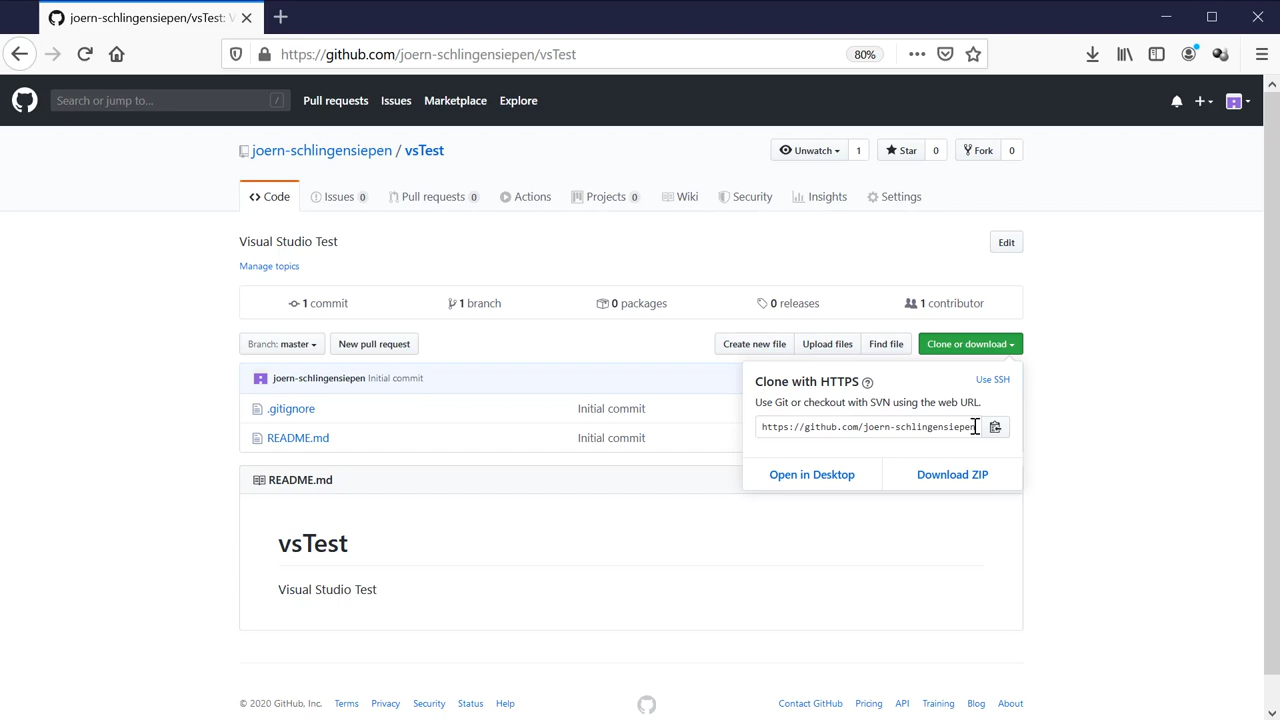 joern-schlingensiepen/vsTest: V
https://github.com/joern-schlingensiepen/vsTest 80%
Search or jump to... / Pull requests Issues Marketplace Explore
joern-schlingensiepen / vsTest Unwatch 1 Star 0 Fork 0
Code Issues 0 Pull requests 0 Actions Projects 0 Wiki Security Insights Settings
Visual Studio Test Edit
Manage topics
1 commit 1 branch 0 packages 0 releases 1 contributor
Branch: master New pull request Create new file Upload files Find file Clone or download
joern-schlingensiepen Initial commit
.gitignore Initial commit
README.md Initial commit
Clone with HTTPS Use SSH
Use Git or checkout with SVN using the web URL.
https://github.com/joern-schlingensiepen
Open in Desktop Download ZIP
README.md
vsTest
Visual Studio Test
© 2020 GitHub, Inc. Terms Privacy Security Status Help Contact GitHub Pricing API Training Blog About